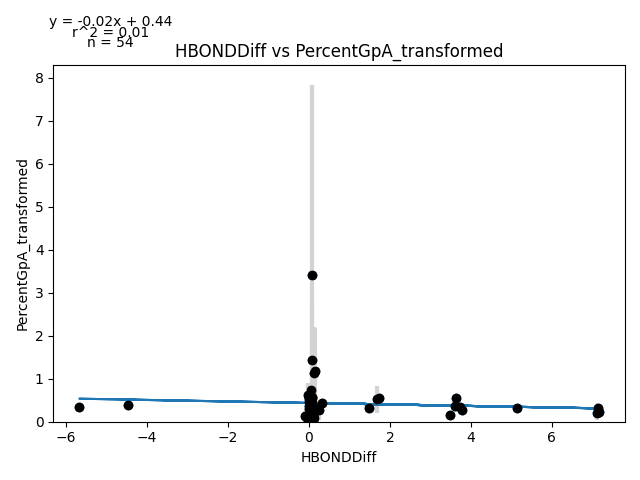 y = -0.02x + 0.44
r^2 = 0.01
n = 54
HBONDDiff vs PercentGpA_transformed
8
7
6
5
4
3
2
1
0
PercentGpA_transformed
−6
−4
−2
0
2
4
6
HBONDDiff